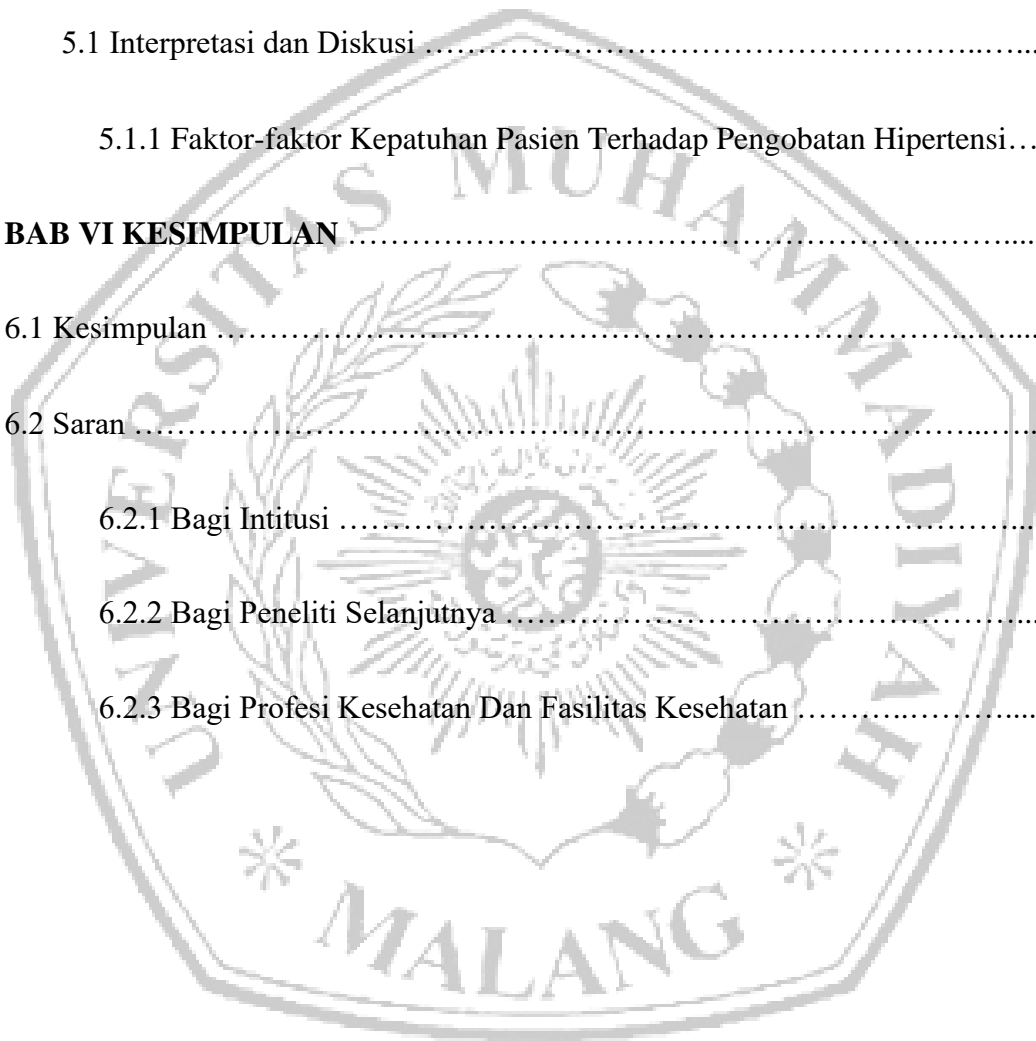 5.1 Interpretasi dan Diskusi ………………………………………………..…...
5.1.1 Faktor-faktor Kepatuhan Pasien Terhadap Pengobatan Hipertensi…
BAB VI KESIMPULAN …………………………………………………..……....
6.1 Kesimpulan ………………………………………………………………...…....
6.2 Saran ………………………………………………………………………...…..
6.2.1 Bagi Intitusi …………………………………………………………....
6.2.2 Bagi Peneliti Selanjutnya ……………………………………………...
6.2.3 Bagi Profesi Kesehatan Dan Fasilitas Kesehatan ………..………....
UNIVERSITAS MUHAMMADIYAH
MALANG